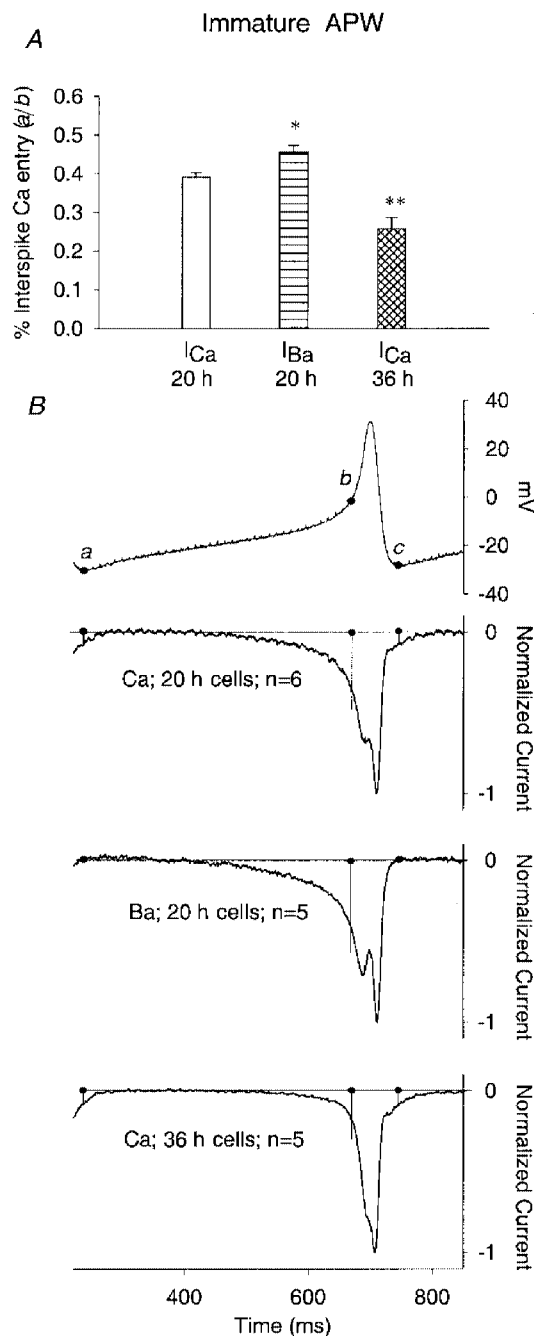 Immature APW
A
% Interspike Ca entry (a/b)
0.6
0.5
0.4
0.3
0.2
0.1
0.0
*
**
ICa
20 h
IBa
20 h
ICa
36 h
B
40
20
0
-20
-40
mV
a
b
c
0
-1
Normalized Current
Ca; 20 h cells; n=6
0
-1
Normalized Current
Ba; 20 h cells; n=5
0
-1
Normalized Current
Ca; 36 h cells; n=5
400
600
800
Time (ms)